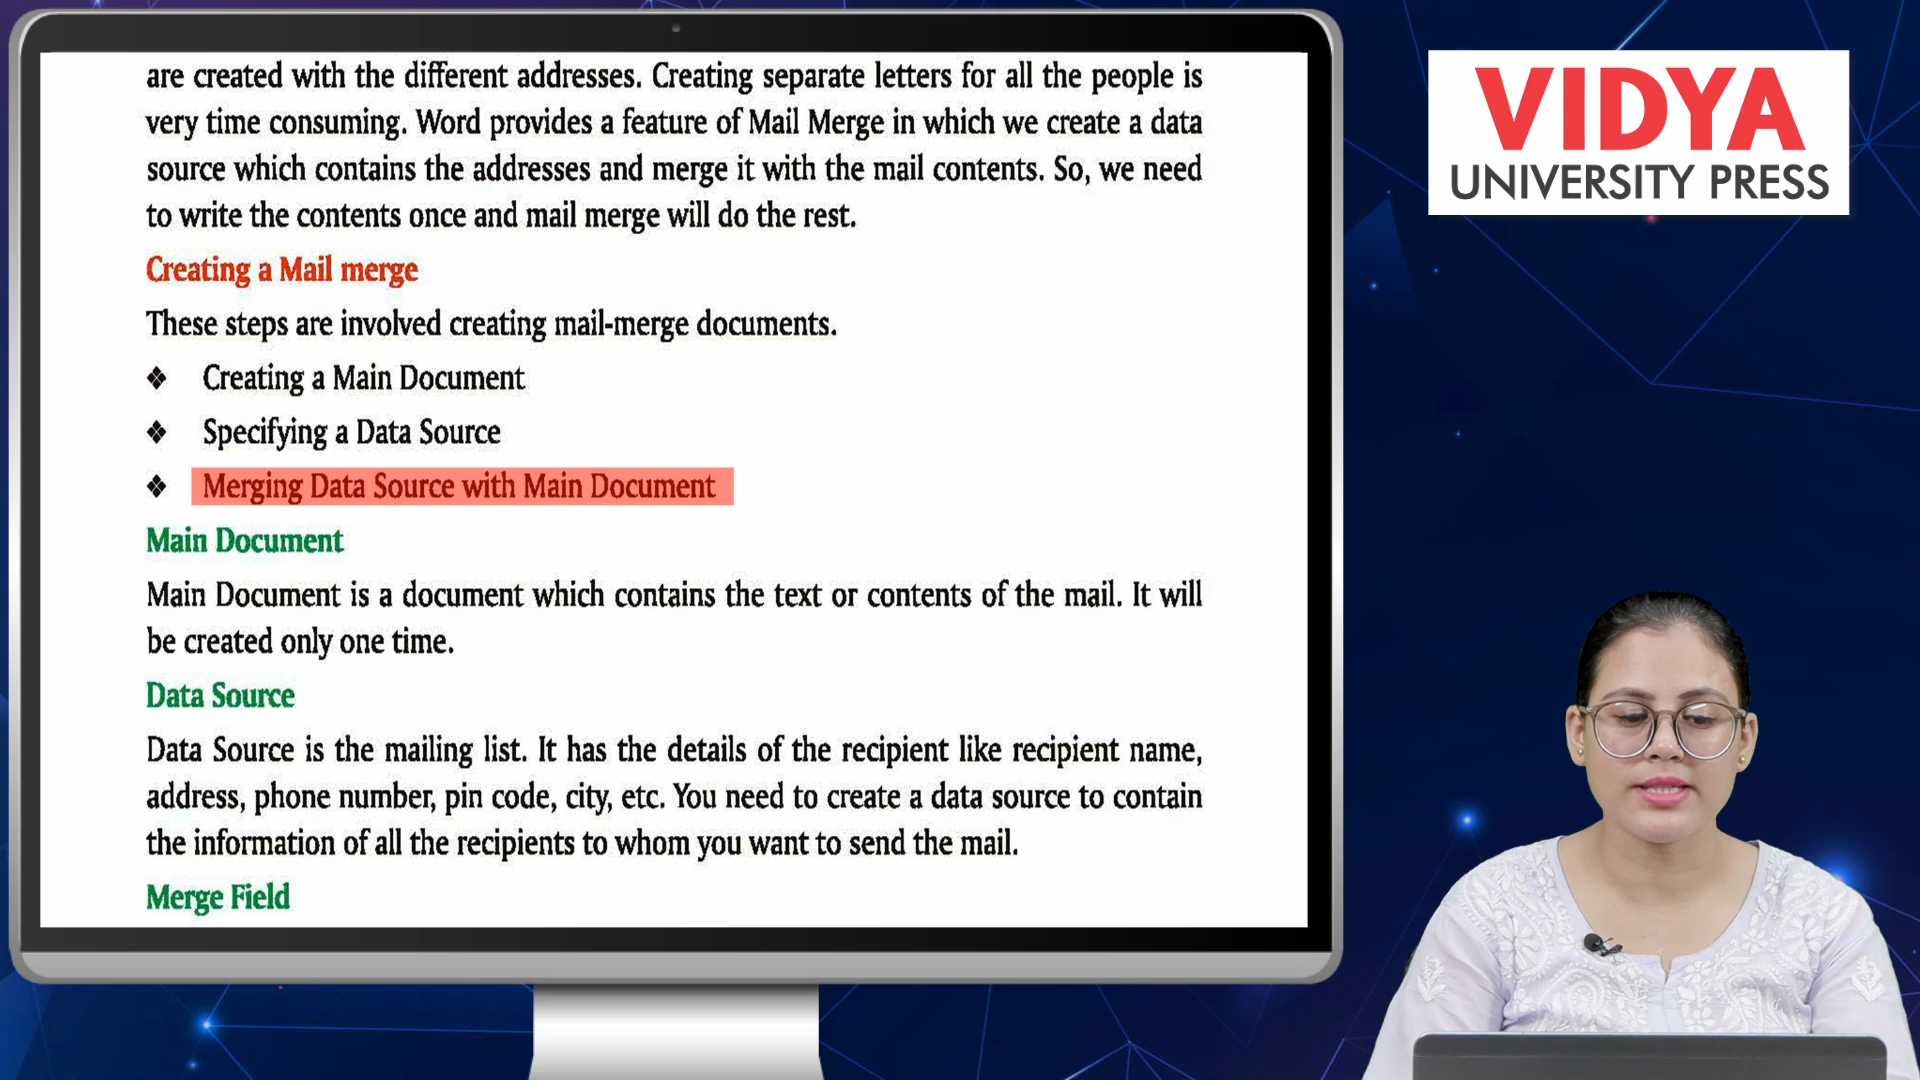 are created with the different addresses. Creating separate letters for all the people is
very time consuming. Word provides a feature of Mail Merge in which we create a data
source which contains the addresses and merge it with the mail contents. So, we need
to write the contents once and mail merge will do the rest.
Creating a Mail merge
These steps are involved creating mail-merge documents.
❖ Creating a Main Document
❖ Specifying a Data Source
❖ Merging Data Source with Main Document
Main Document
Main Document is a document which contains the text or contents of the mail. It will
be created only one time.
Data Source
Data Source is the mailing list. It has the details of the recipient like recipient name,
address, phone number, pin code, city, etc. You need to create a data source to contain
the information of all the recipients to whom you want to send the mail.
Merge Field
VIDYA
UNIVERSITY PRESS